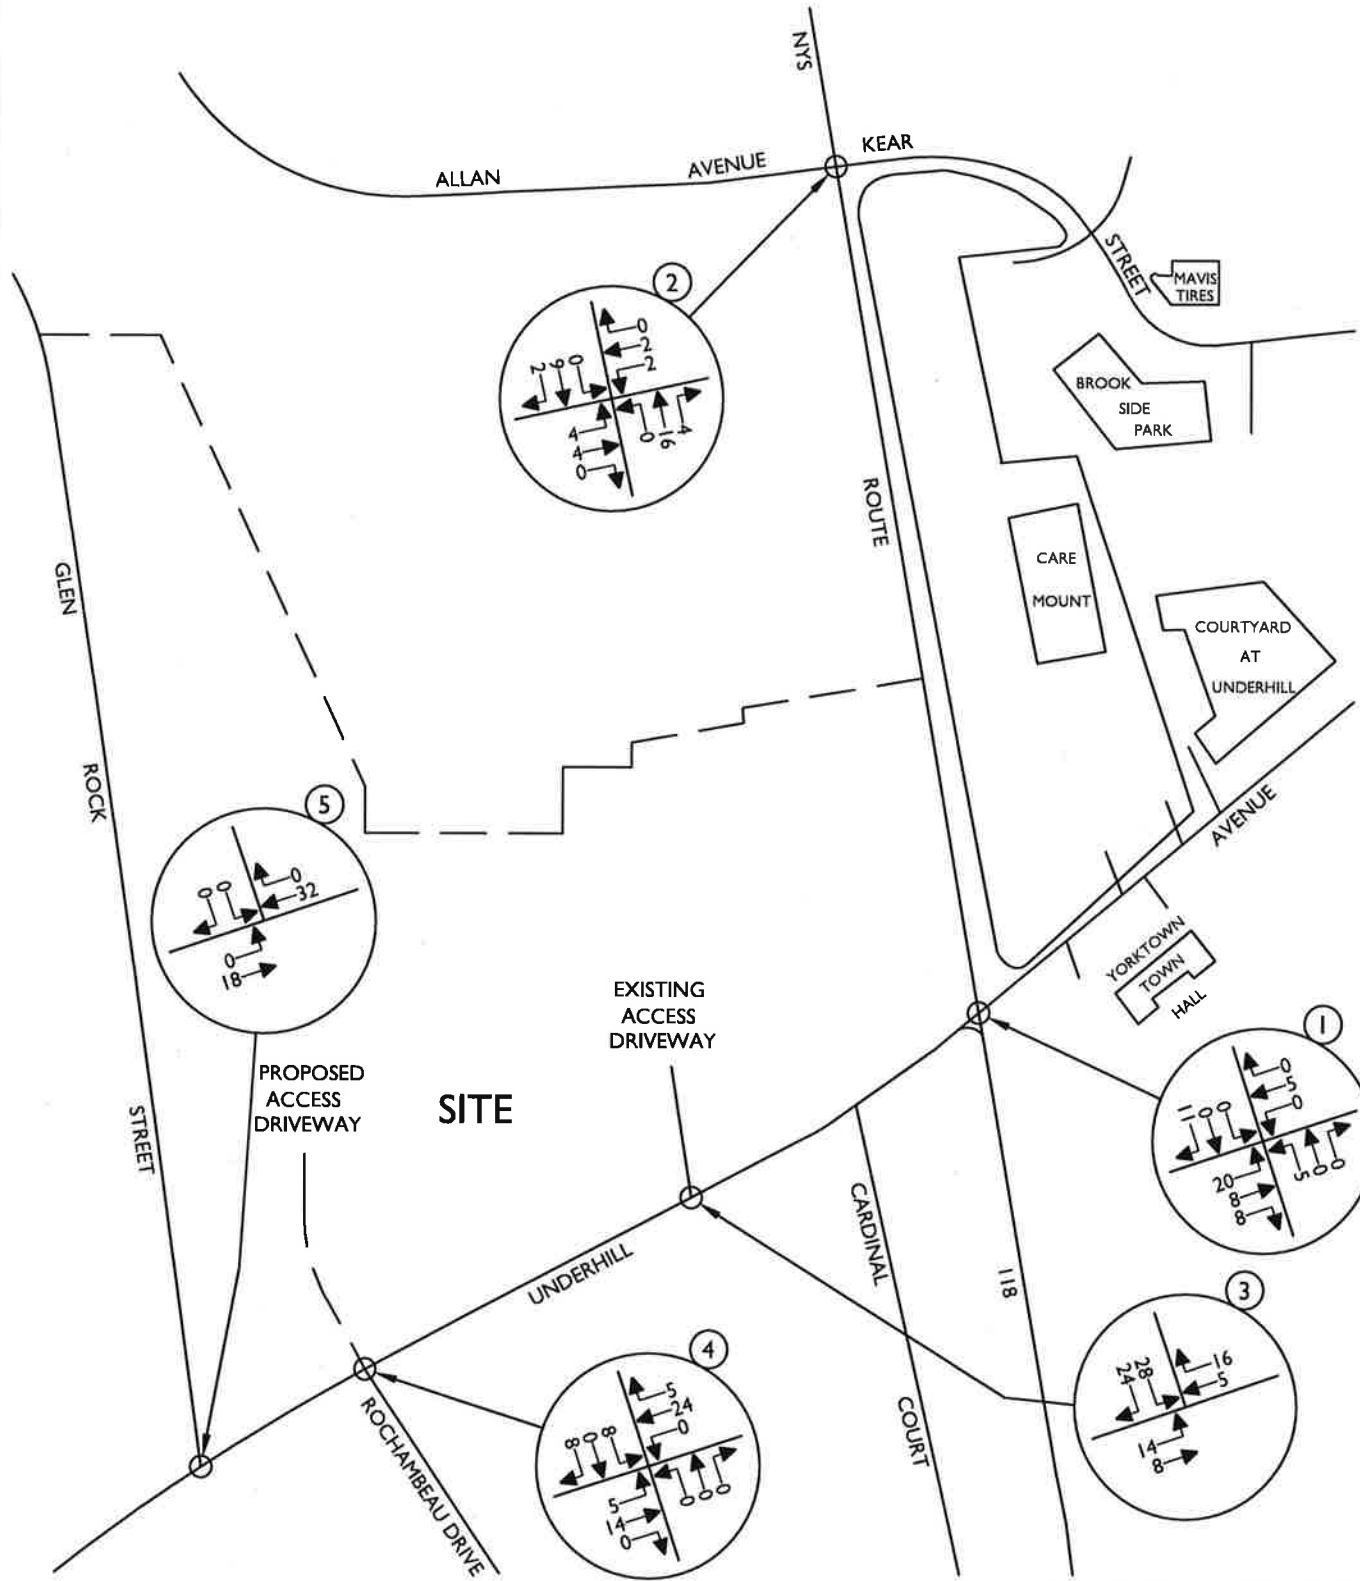 NYS
KEAR
AVENUE
ALLAN
STREET
MAVIS
TIRES
2
0
2
2
2
9
0
4
4
0
0
16
4
BROOK
SIDE
PARK
ROUTE
CARE
MOUNT
GLEN
COURTYARD
AT
UNDERHILL
ROCK
AVENUE
5
0
32
0
0
0
18
YORKTOWN
TOWN
HALL
EXISTING
ACCESS
DRIVEWAY
1
0
5
0
11
0
0
20
8
8
5
0
0
PROPOSED
ACCESS
DRIVEWAY
SITE
STREET
CARDINAL
UNDERHILL
118
3
16
5
24
28
14
8
4
5
24
0
8
0
8
5
14
0
0
0
0
ROCHAMBEAU DRIVE
COURT